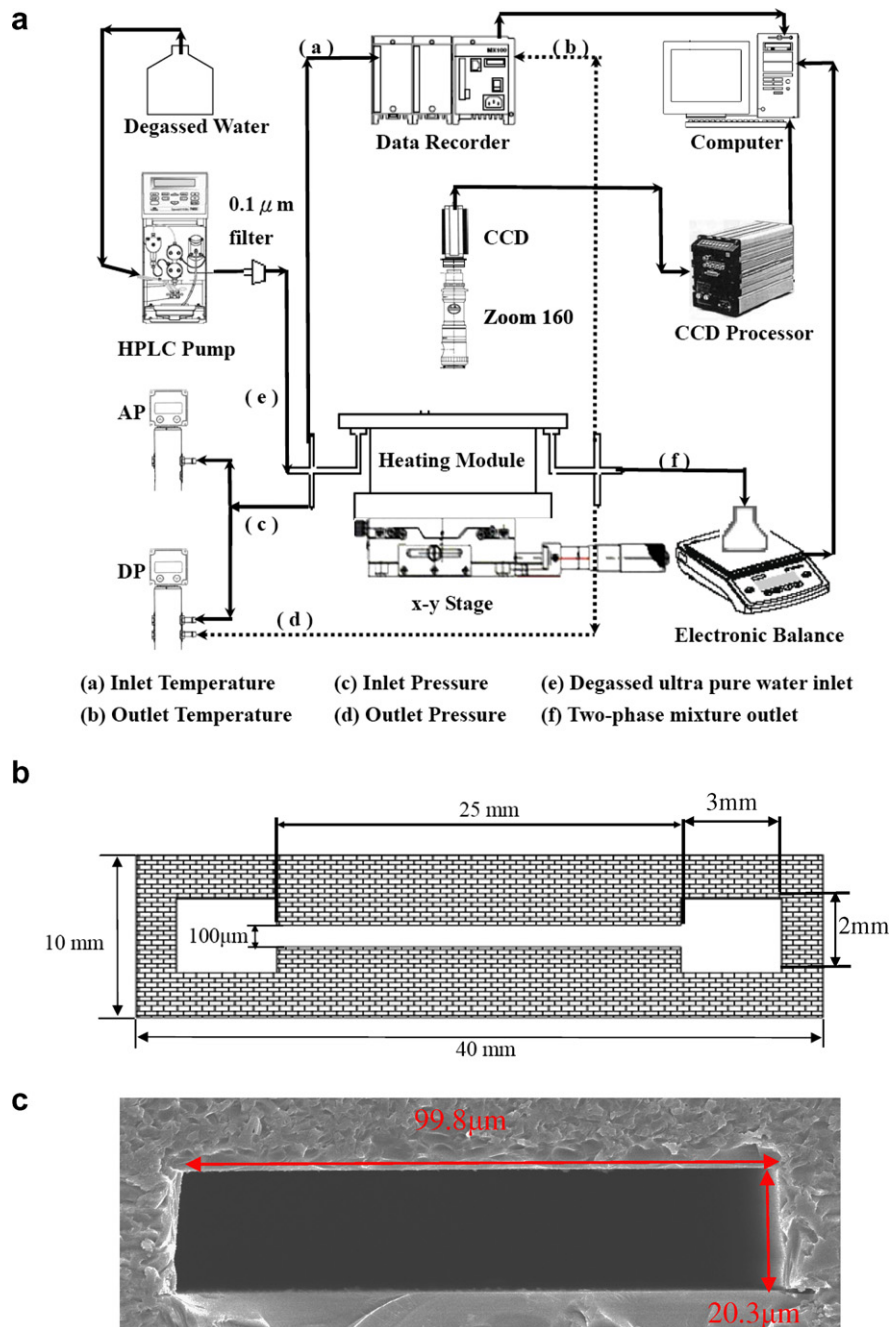 a
(a)
(b)
MX100
Degassed Water
Data Recorder
Computer
0.1 μm
filter
CCD
Zoom 160
CCD Processor
HPLC Pump
(e)
AP
Heating Module
(f)
(c)
DP
x-y Stage
(d)
Electronic Balance
(a) Inlet Temperature
(c) Inlet Pressure
(e) Degassed ultra pure water inlet
(b) Outlet Temperature
(d) Outlet Pressure
(f) Two-phase mixture outlet
b
25 mm
3mm
10 mm
100μm
2mm
40 mm
c
99.8μm
20.3μm